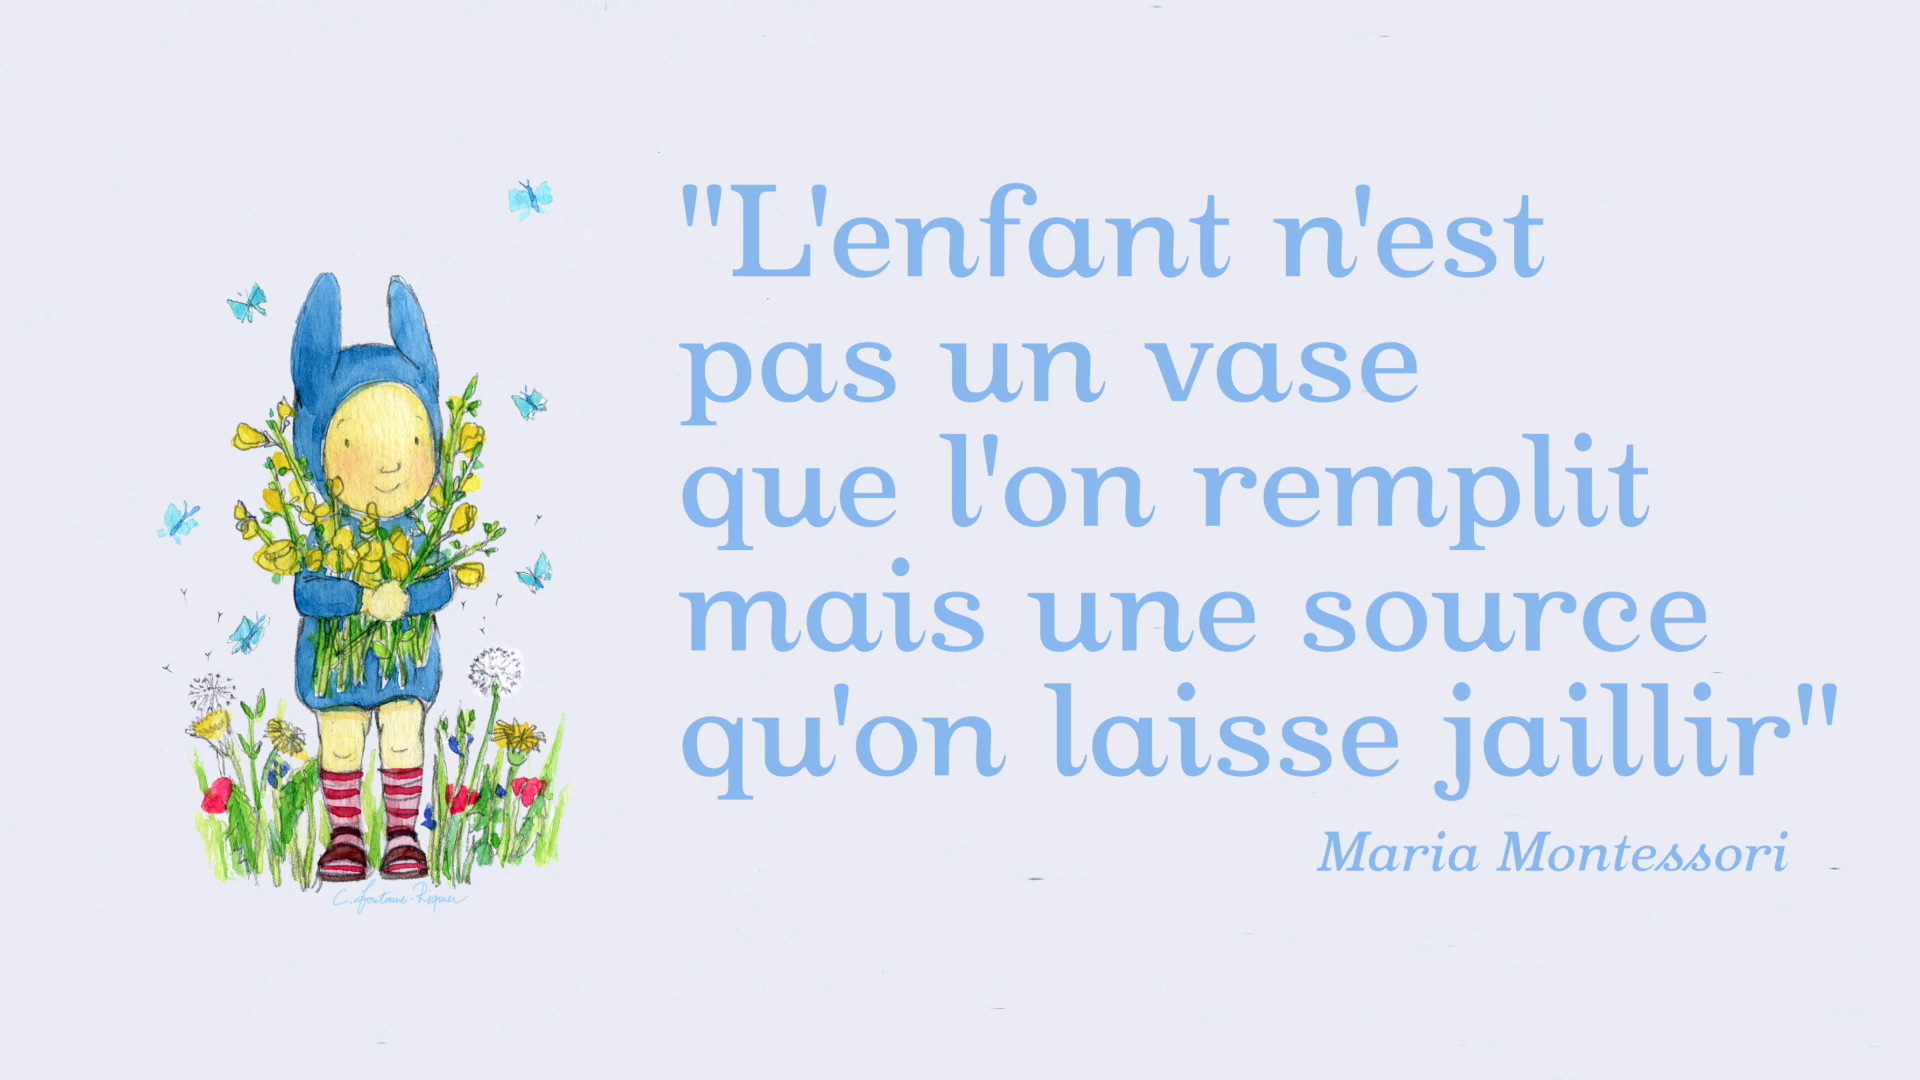 "L'enfant n'est
pas un vase
que l'on remplit
mais une source
qu'on laisse jaillir"
Maria Montessori